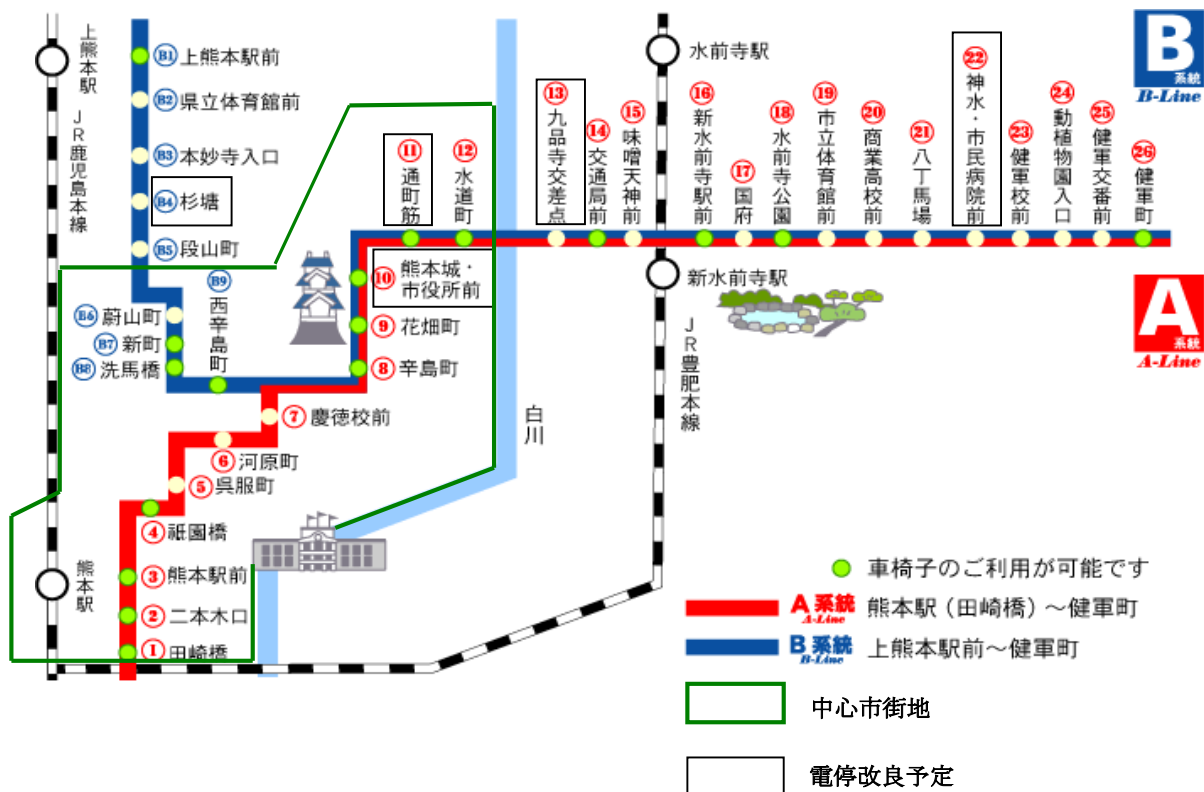 上熊本駅
JR鹿児島本線
熊本駅
B1 上熊本駅前
B2 県立体育館前
B3 本妙寺入口
B4 杉塘
B5 段山町
B6 蔚山町
B7 新町
B8 洗馬橋
B9 西辛島町
1 田崎橋
2 二本木口
3 熊本駅前
4 祇園橋
5 呉服町
6 河原町
7 慶徳校前
8 辛島町
9 花畑町
10 熊本城・
市役所前
11 通町筋
12 水道町
白川
13 九品寺交差点
14 交通局前
15 味噌天神前
水前寺駅
新水前寺駅
JR豊肥本線
16 新水前寺駅前
17 国府
18 水前寺公園
19 市立体育館前
20 商業高校前
21 八丁馬場
22 神水・市民病院前
23 健軍校前
24 動植物園入口
25 健軍交番前
26 健軍町
B
系統
B-Line
A
系統
A-Line
車椅子のご利用が可能です
A 系統 熊本駅(田崎橋)~健軍町
A-Line
B 系統 上熊本駅前~健軍町
B-Line
中心市街地
電停改良予定